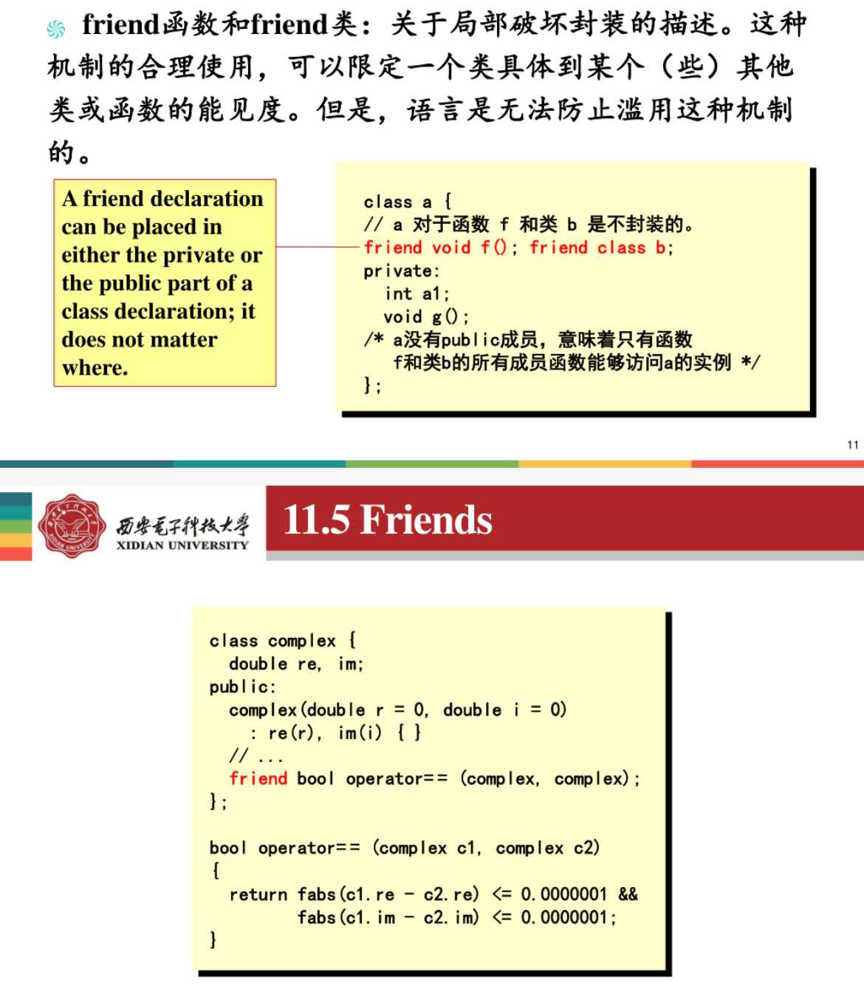 friend函数和friend类：关于局部破坏封装的描述。这种
机制的合理使用，可以限定一个类具体到某个（些）其他
类或函数的能见度。但是，语言是无法防止滥用这种机制
的。
A friend declaration
can be placed in
either the private or
the public part of a
class declaration; it
does not matter
where.
class a {
// a 对于函数 f 和类 b 是不封装的。
friend void f(); friend class b;
private:
  int a1;
  void g();
/* a没有public成员，意味着只有函数
   f和类b的所有成员函数能够访问a的实例 */
};
11
西安电子科技大学
XIDIAN UNIVERSITY
11.5 Friends
class complex {
  double re, im;
public:
  complex(double r = 0, double i = 0)
    : re(r), im(i) { }
  // ...
  friend bool operator== (complex, complex);
};
bool operator== (complex c1, complex c2)
{
  return fabs(c1.re - c2.re) <= 0.0000001 &&
         fabs(c1.im - c2.im) <= 0.0000001;
}